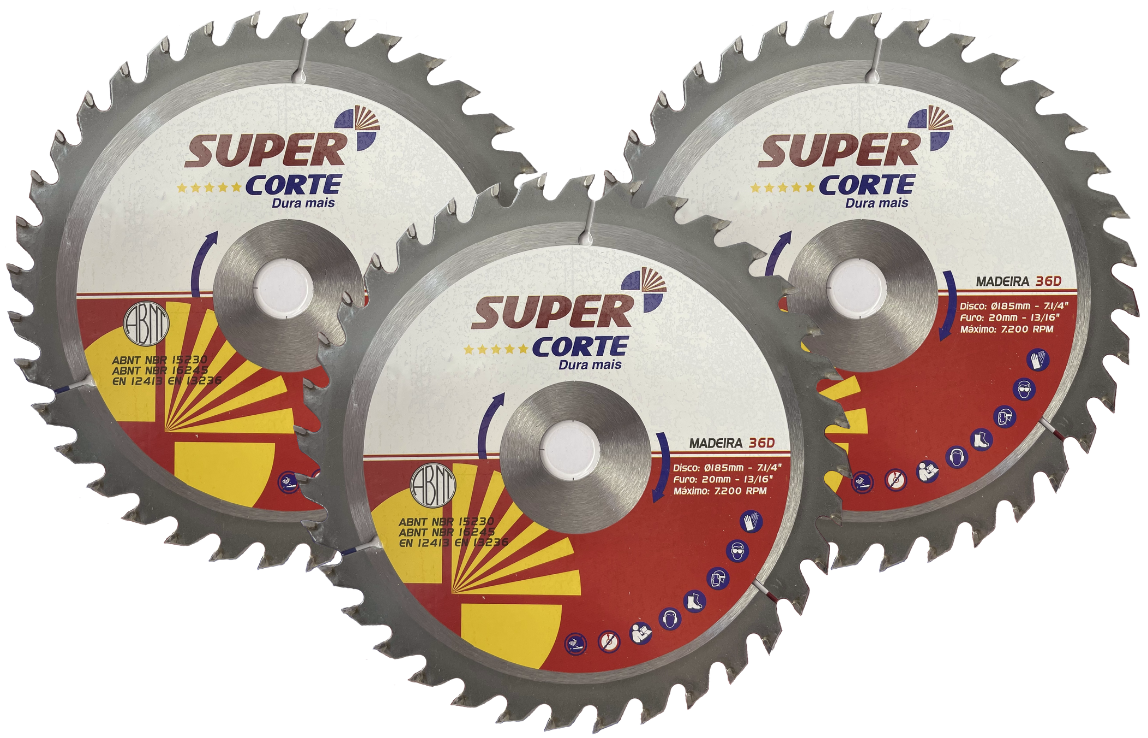 SUPER
CORTE
Dura mais
ABNT
ABNT NBR 15230
ABNT NBR 16245
EN 12413 EN 13236
SUPER
CORTE
Dura mais
MADEIRA 36D
Disco: Ø185mm - 7.1/4"
Furo: 20mm - 13/16"
Máximo: 7.200 RPM
SUPER
CORTE
Dura mais
MADEIRA 36D
Disco: Ø185mm - 7.1/4"
Furo: 20mm - 13/16"
Máximo: 7.200 RPM
ABNT
ABNT NBR 15230
ABNT NBR 16245
EN 12413 EN 13236